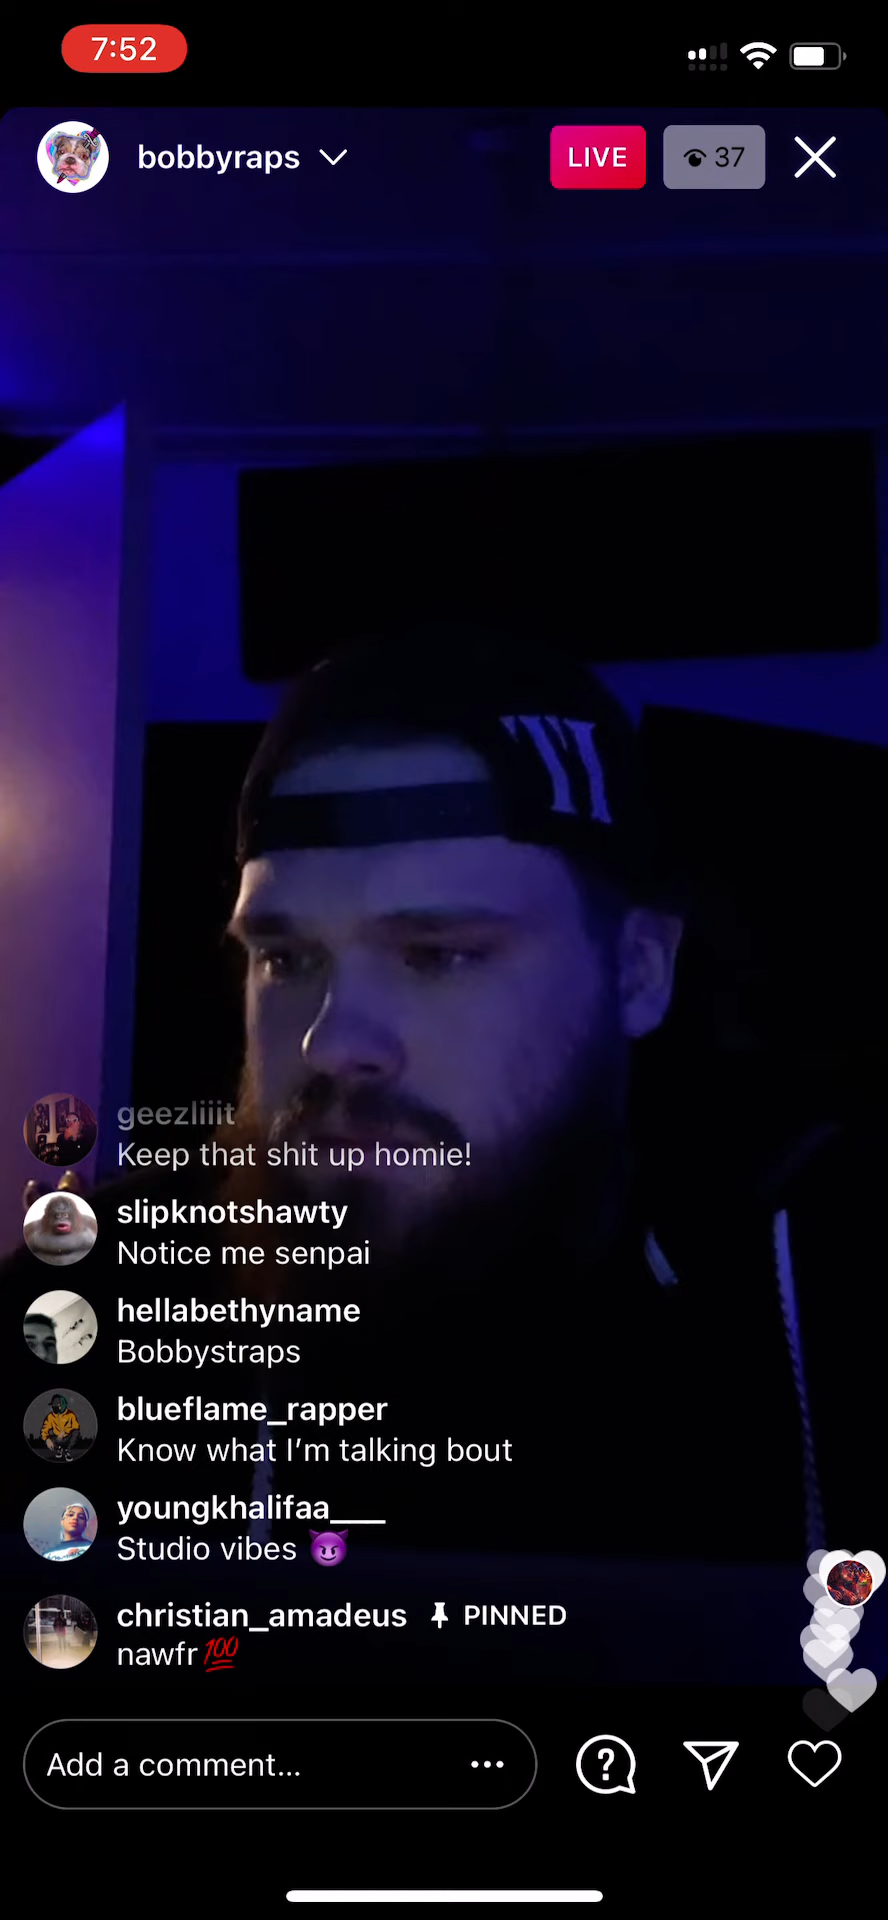 7:52
bobbyraps
LIVE
37
geezliiit
Keep that shit up homie!
slipknotshawty
Notice me senpai
hellabethyname
Bobbystraps
blueflame_rapper
Know what I’m talking bout
youngkhalifaa___
Studio vibes 😈
christian_amadeus PINNED
nawfr💯
Add a comment...